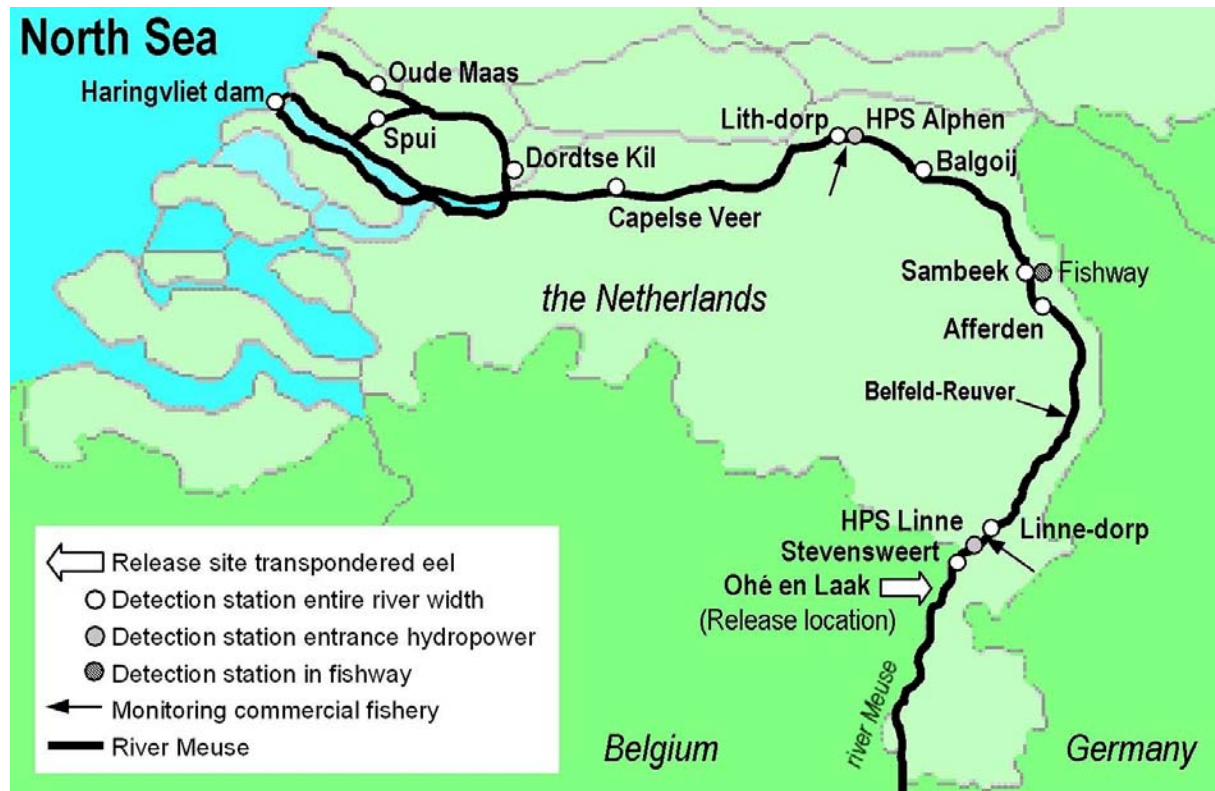 North Sea
Oude Maas
Haringvliet dam
Spui
Dordtse Kil
Lith-dorp
HPS Alphen
Balgoij
Capelse Veer
Sambeek
Fishway
the Netherlands
Afferden
Belfeld-Reuver
HPS Linne
Linne-dorp
Stevensweert
Ohé en Laak
(Release location)
river Meuse
Belgium
Germany
Release site transpondered eel
Detection station entire river width
Detection station entrance hydropower
Detection station in fishway
Monitoring commercial fishery
River Meuse